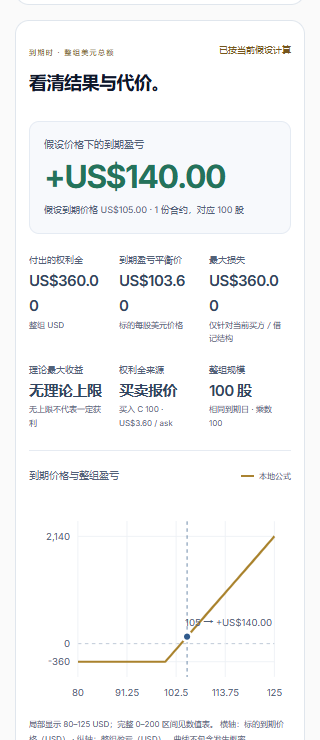 到期时 · 整组美元总额
已按当前假设计算
看清结果与代价。
假设价格下的到期盈亏
+US$140.00
假设到期价格 US$105.00 · 1 份合约，对应 100 股
付出的权利金
US$360.0
0
整组 USD
到期盈亏平衡价
US$103.6
0
标的每股美元价格
最大损失
US$360.0
0
仅针对当前买方 / 借
记结构
理论最大收益
无理论上限
无上限不代表一定获
利
权利金来源
买卖报价
买入 C 100 ·
US$3.60 / ask
整组规模
100 股
相同到期日 · 乘数
100
到期价格与整组盈亏
本地公式
2,140
105 → +US$140.00
0
-360
80 91.25 102.5 113.75 125
局部显示 80–125 USD；完整 0–200 区间见数值表。 横轴：标的到期价
格（USD） · 纵轴：整组盈亏（USD）。 曲线不包含发生概率。